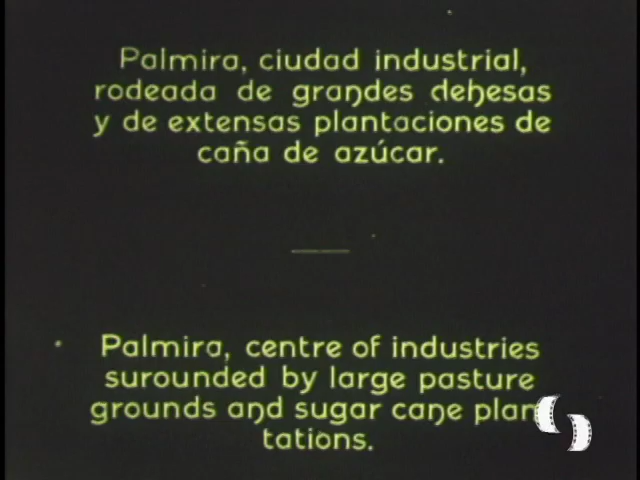 Palmira, ciudad industrial,
rodeada de grandes dehesas
y de extensas plantaciones de
caña de azúcar.
Palmira, centre of industries
surounded by large pasture
grounds and sugar cane plan
tations.